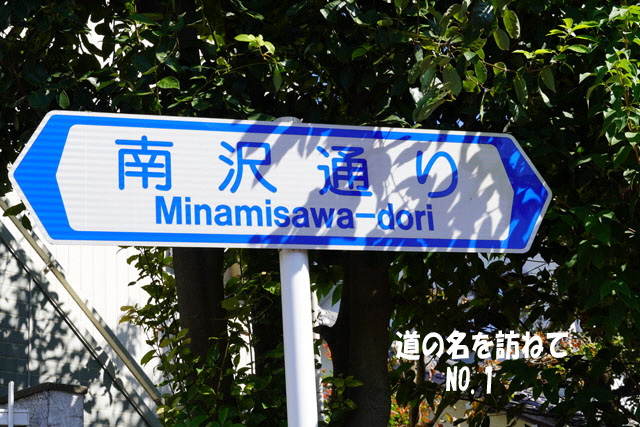 南沢通り
Minamisawa-dori
道の名を訪ねて
NO.1